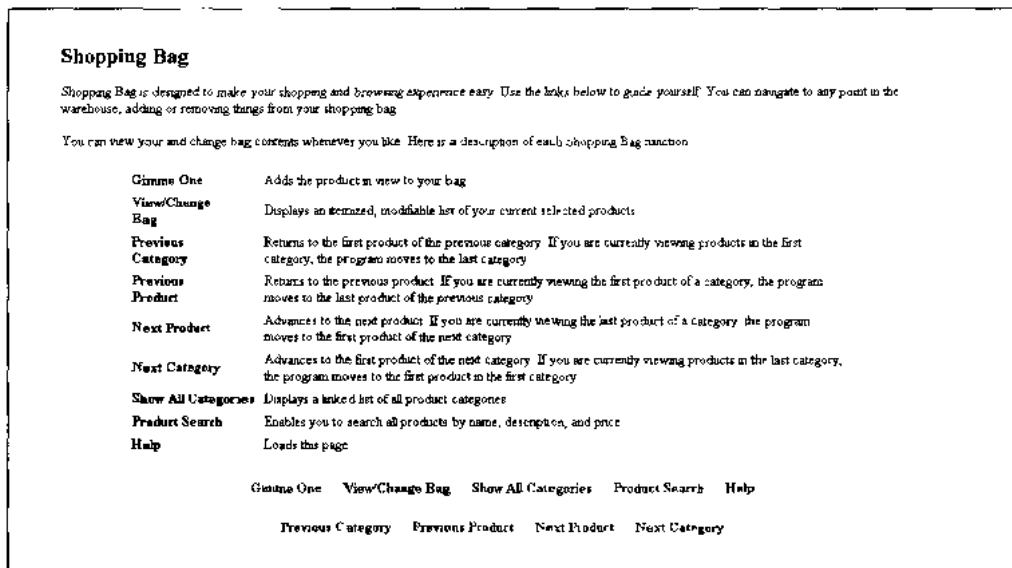 Shopping Bag
Shopping Bag is designed to make your shopping and browsing experience easy. Use the links below to guide yourself. You can navigate to any point in the
warehouse, adding or removing things from your shopping bag
You can view your and change bag contents whenever you like. Here is a description of each Shopping Bag function
Gimme One Adds the product in view to your bag
View/Change
Bag
Displays an itemized, modifiable list of your current selected products
Previous Returns to the first product of the previous category. If you are currently viewing products in the first
Category category, the program moves to the last category
Previous Returns to the previous product. If you are currently viewing the first product of a category, the program
Product moves to the last product of the previous category
Next Product
Advances to the next product. If you are currently viewing the last product of a category, the program
moves to the first product of the next category
Next Category
Advances to the first product of the next category. If you are currently viewing products in the last category,
the program moves to the first product in the first category
Show All Categories Displays a linked list of all product categories
Product Search Enables you to search all products by name, description, and price
Help Loads this page
Gimme One View/Change Bag Show All Categories Product Search Help
Previous Category Previous Product Next Product Next Category